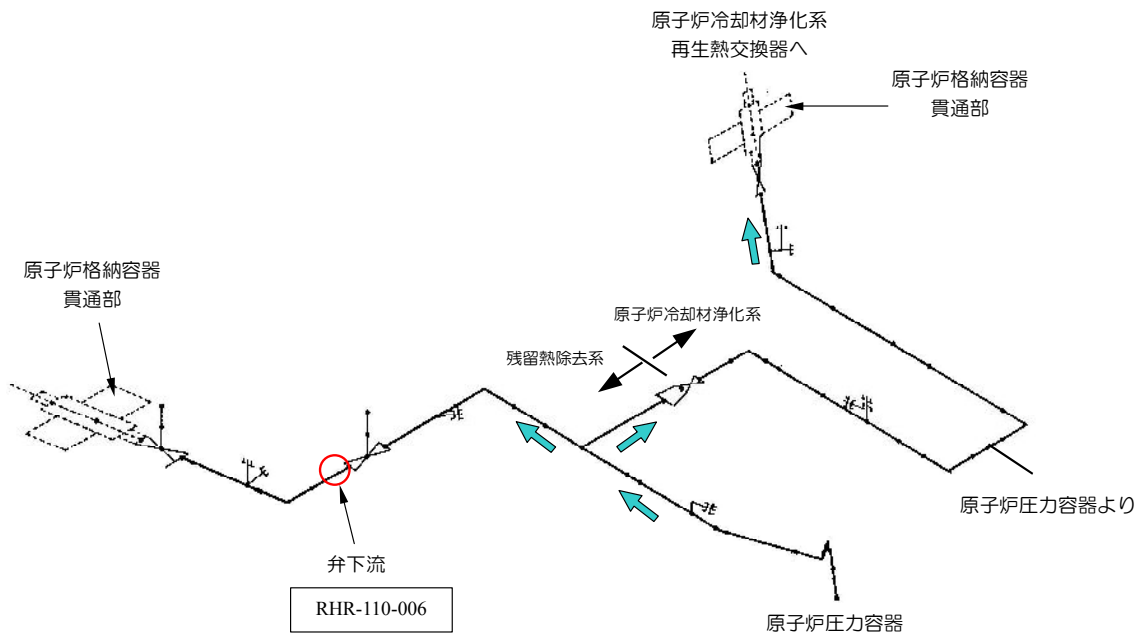 原子炉冷却材浄化系
再生熱交換器へ
原子炉格納容器
貫通部
原子炉格納容器
貫通部
原子炉冷却材浄化系
残留熱除去系
原子炉圧力容器より
弁下流
RHR-110-006
原子炉圧力容器